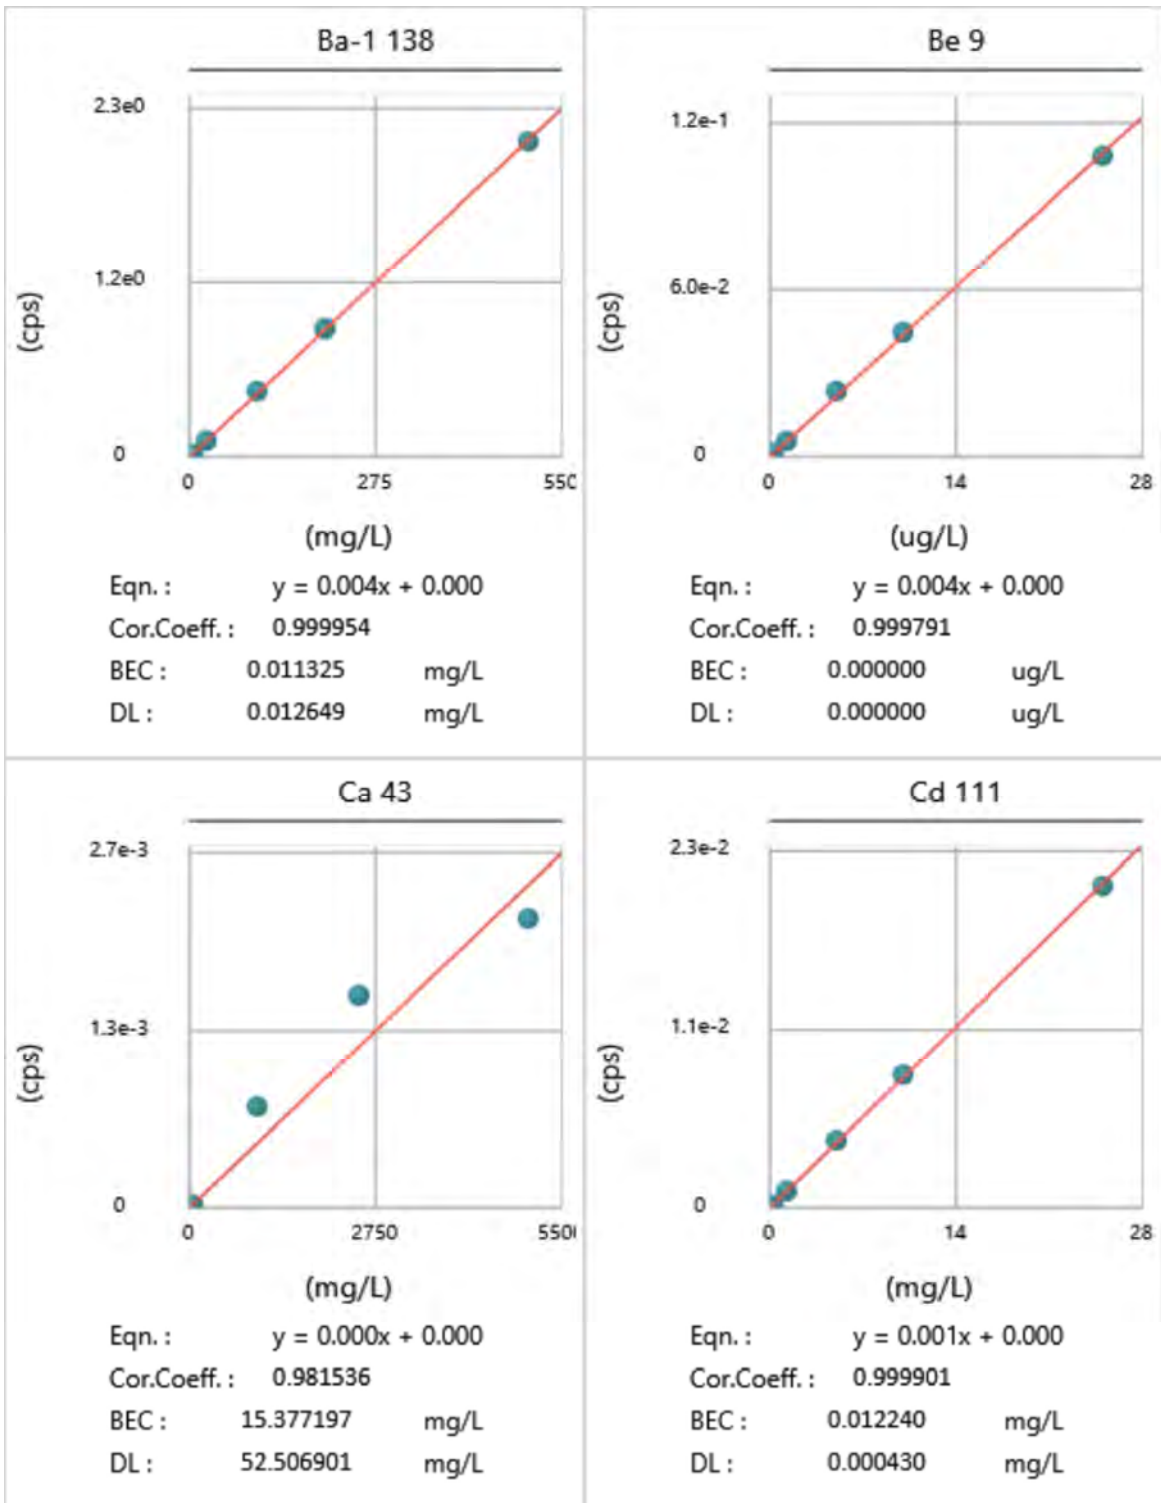 Ba-1 138
2.3e0
1.2e0
0
(cps)
0 275 550
(mg/L)
Eqn. : y = 0.004x + 0.000
Cor.Coeff. : 0.999954
BEC : 0.011325 mg/L
DL : 0.012649 mg/L
Be 9
1.2e-1
6.0e-2
0
(cps)
0 14 28
(ug/L)
Eqn. : y = 0.004x + 0.000
Cor.Coeff. : 0.999791
BEC : 0.000000 ug/L
DL : 0.000000 ug/L
Ca 43
2.7e-3
1.3e-3
0
(cps)
0 2750 550
(mg/L)
Eqn. : y = 0.000x + 0.000
Cor.Coeff. : 0.981536
BEC : 15.377197 mg/L
DL : 52.506901 mg/L
Cd 111
2.3e-2
1.1e-2
0
(cps)
0 14 28
(mg/L)
Eqn. : y = 0.001x + 0.000
Cor.Coeff. : 0.999901
BEC : 0.012240 mg/L
DL : 0.000430 mg/L